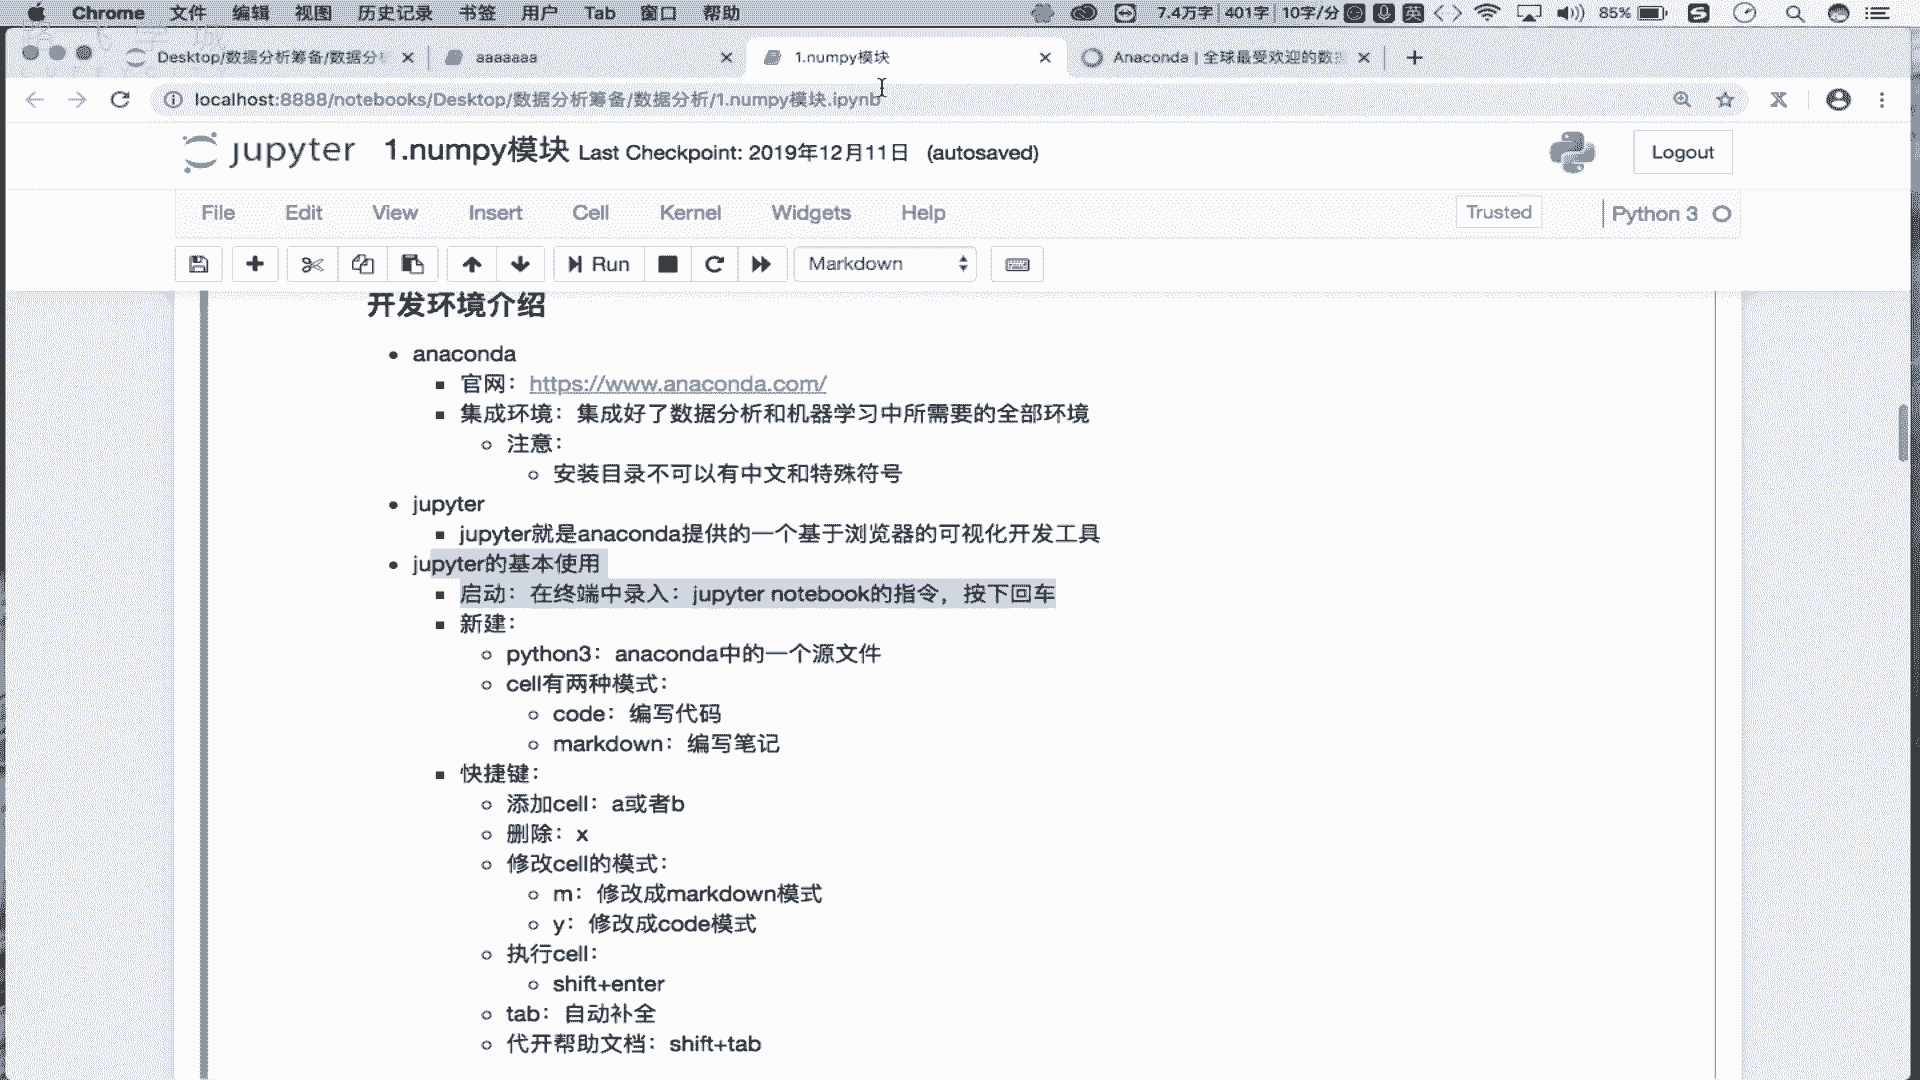 Chrome 文件 编辑 视图 历史记录 书签 用户 Tab 窗口 帮助 7.4万字 401字 10字/分 英 85%
Desktop/数据分析筹备/数据分析 aaaaaaa 1.numpy模块 Anaconda | 全球最受欢迎的数据
localhost:8888/notebooks/Desktop/数据分析筹备/数据分析/1.numpy模块.ipynb
jupyter 1.numpy模块 Last Checkpoint: 2019年12月11日 (autosaved) Logout
File Edit View Insert Cell Kernel Widgets Help Trusted Python 3
Run Markdown
开发环境介绍
anaconda
官网：https://www.anaconda.com/
集成环境：集成好了数据分析和机器学习中所需要的全部环境
注意：
安装目录不可以有中文和特殊符号
jupyter
jupyter就是anaconda提供的一个基于浏览器的可视化开发工具
jupyter的基本使用
启动：在终端中录入：jupyter notebook的指令，按下回车
新建：
python3：anaconda中的一个源文件
cell有两种模式：
code：编写代码
markdown：编写笔记
快捷键：
添加cell：a或者b
删除：x
修改cell的模式：
m：修改成markdown模式
y：修改成code模式
执行cell：
shift+enter
tab：自动补全
代开帮助文档：shift+tab